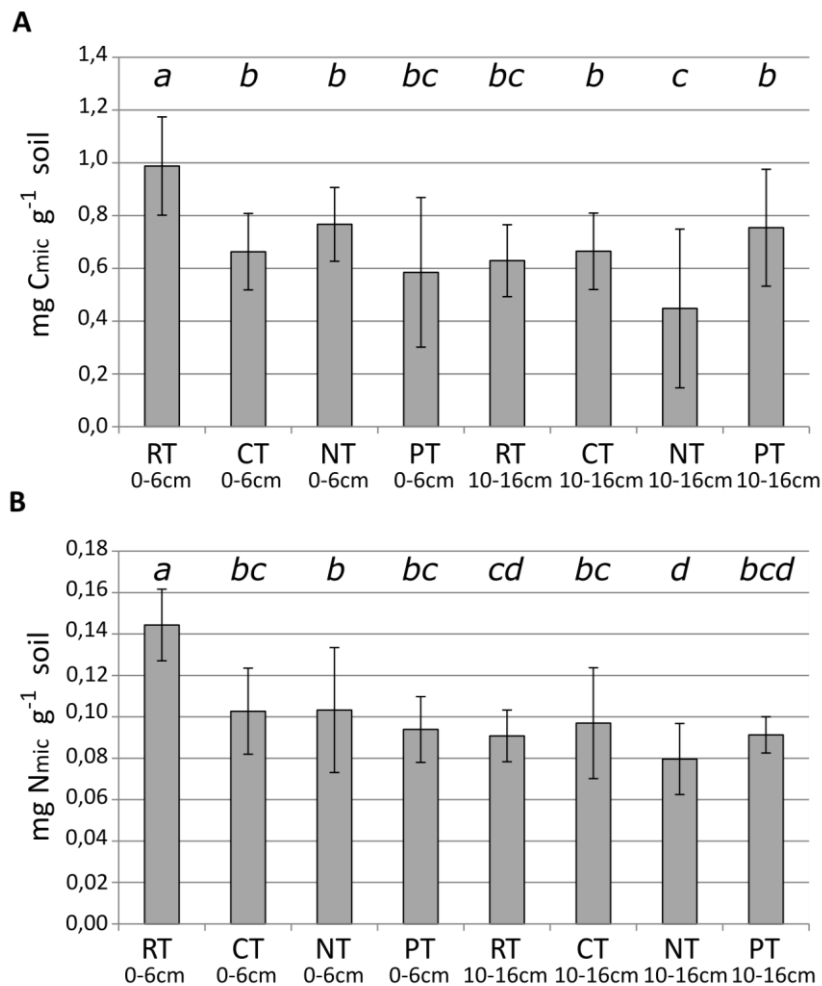 A
1,4
1,2
1,0
0,8
0,6
0,4
0,2
0,0
mg Cmic g-1 soil
a b b bc bc b c b
RT CT NT PT RT CT NT PT
0-6cm 0-6cm 0-6cm 0-6cm 10-16cm 10-16cm 10-16cm 10-16cm
B
0,18
0,16
0,14
0,12
0,10
0,08
0,06
0,04
0,02
0,00
mg Nmic g-1 soil
a bc b bc cd bc d bcd
RT CT NT PT RT CT NT PT
0-6cm 0-6cm 0-6cm 0-6cm 10-16cm 10-16cm 10-16cm 10-16cm